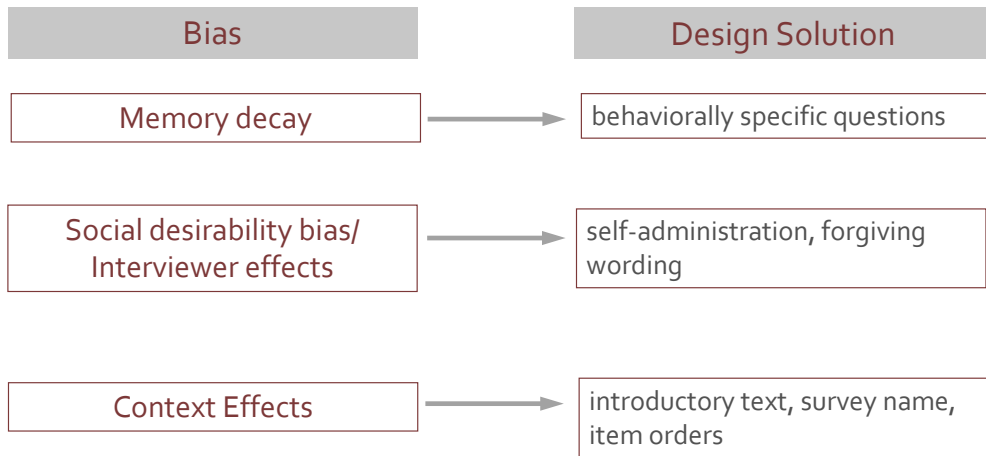 Bias
Design Solution
Memory decay
behaviorally specific questions
Social desirability bias/
Interviewer effects
self-administration, forgiving
wording
Context Effects
introductory text, survey name,
item orders